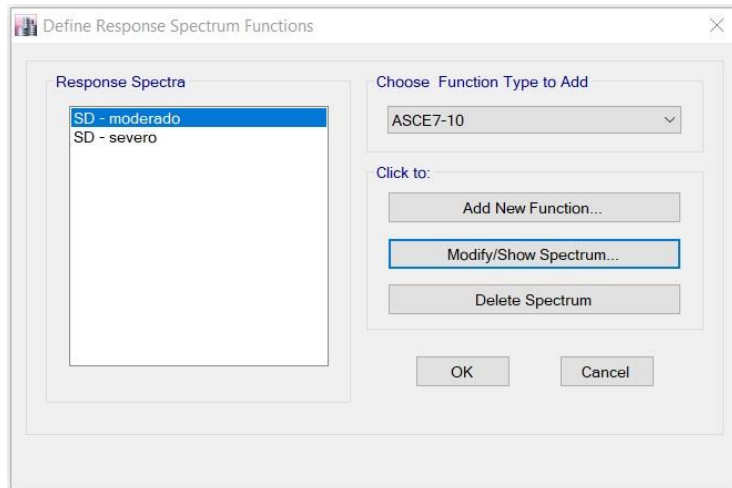 Define Response Spectrum Functions
Response Spectra
SD - moderado
SD - severo
Choose Function Type to Add
ASCE7-10
Click to:
Add New Function...
Modify/Show Spectrum...
Delete Spectrum
OK
Cancel